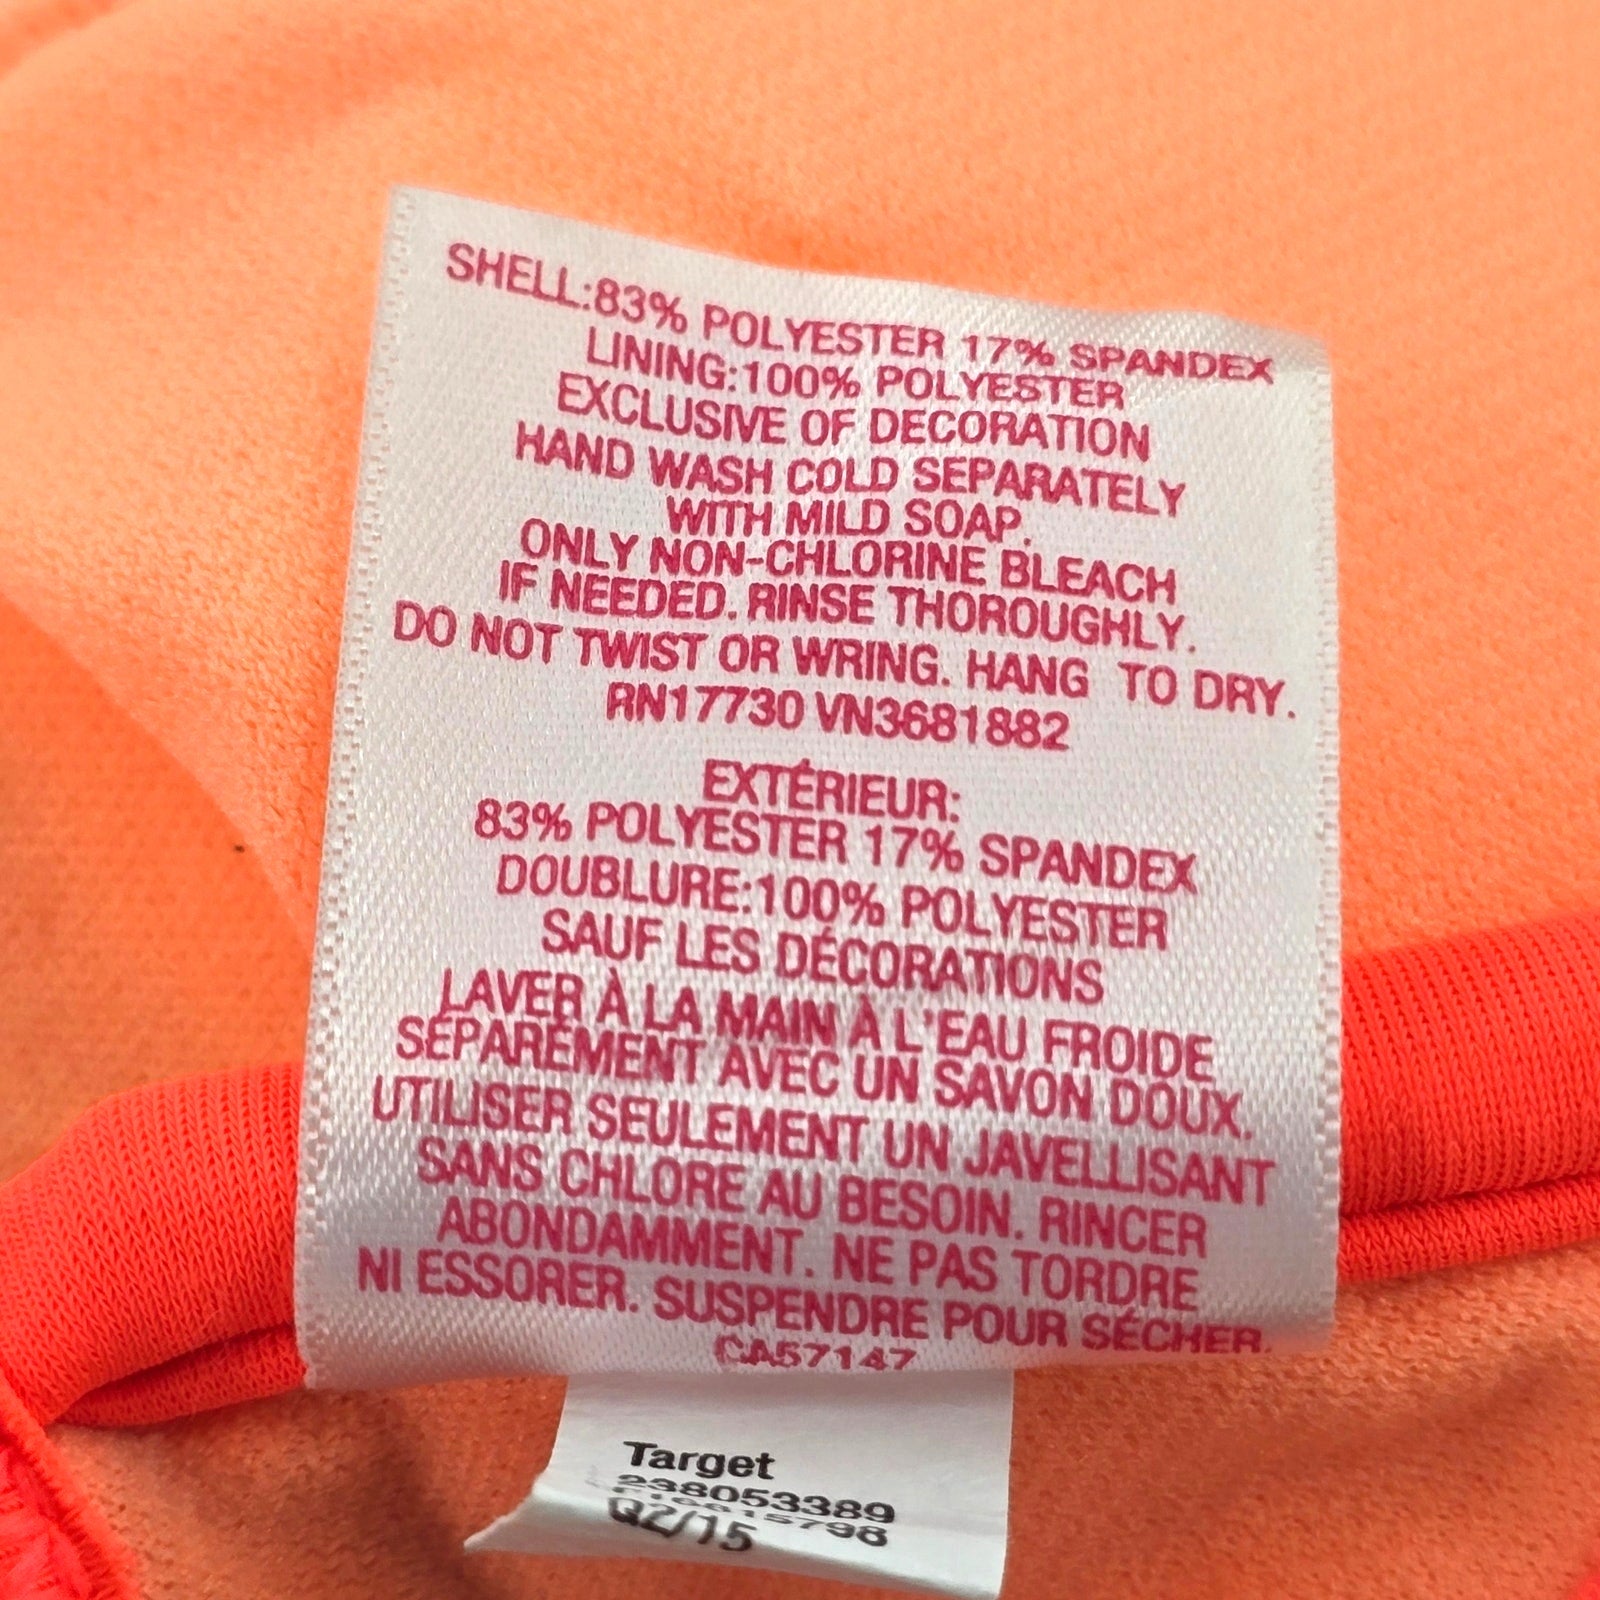 SHELL:83% POLYESTER 17% SPANDEX
LINING:100% POLYESTER
EXCLUSIVE OF DECORATION
HAND WASH COLD SEPARATELY
WITH MILD SOAP.
ONLY NON-CHLORINE BLEACH
IF NEEDED. RINSE THOROUGHLY.
DO NOT TWIST OR WRING. HANG TO DRY.
RN17730 VN3681882
EXTÉRIEUR:
83% POLYESTER 17% SPANDEX
DOUBLURE:100% POLYESTER
SAUF LES DÉCORATIONS
LAVER À LA MAIN À L'EAU FROIDE
SÉPARÉMENT AVEC UN SAVON DOUX.
UTILISER SEULEMENT UN JAVELLISANT
SANS CHLORE AU BESOIN. RINCER
ABONDAMMENT. NE PAS TORDRE
NI ESSORER. SUSPENDRE POUR SÉCHER.
CA57147
Target
238053389
Q2/15